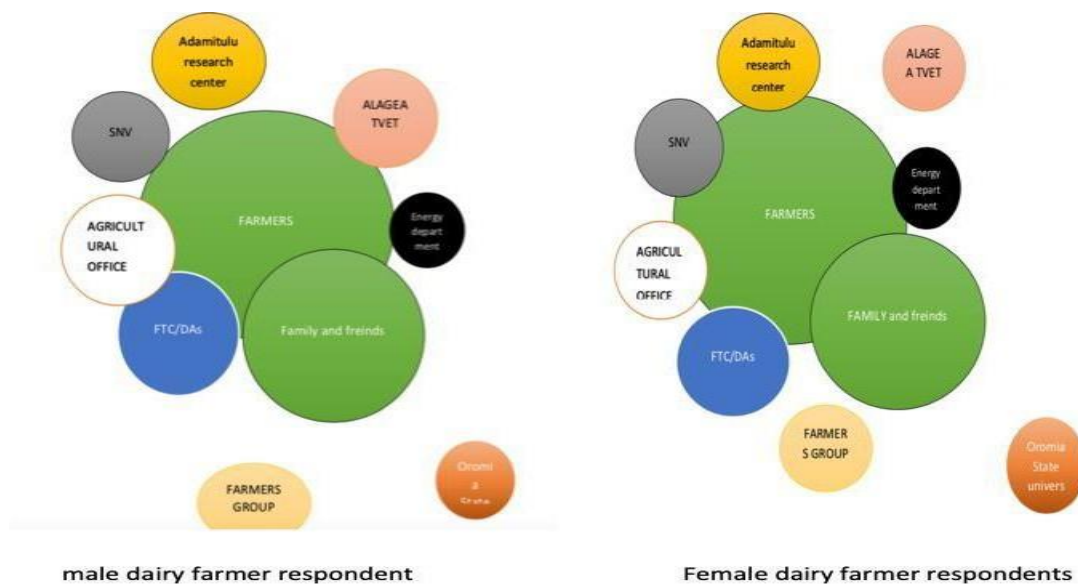 Adamitulu
research
center
ALAGEA
TVET
SNV
FARMERS
Energy
depart
ment
AGRICULT
URAL
OFFICE
FTC/DAs
Family and freinds
FARMERS
GROUP
Oromi
a
male dairy farmer respondent
Adamitulu
research
center
ALAGE
A TVET
SNV
Energy
depart
ment
FARMERS
AGRICUL
TURAL
OFFICE
FAMILY and freinds
FTC/DAs
FARMER
S GROUP
Oromia
State
univers
Female dairy farmer respondents